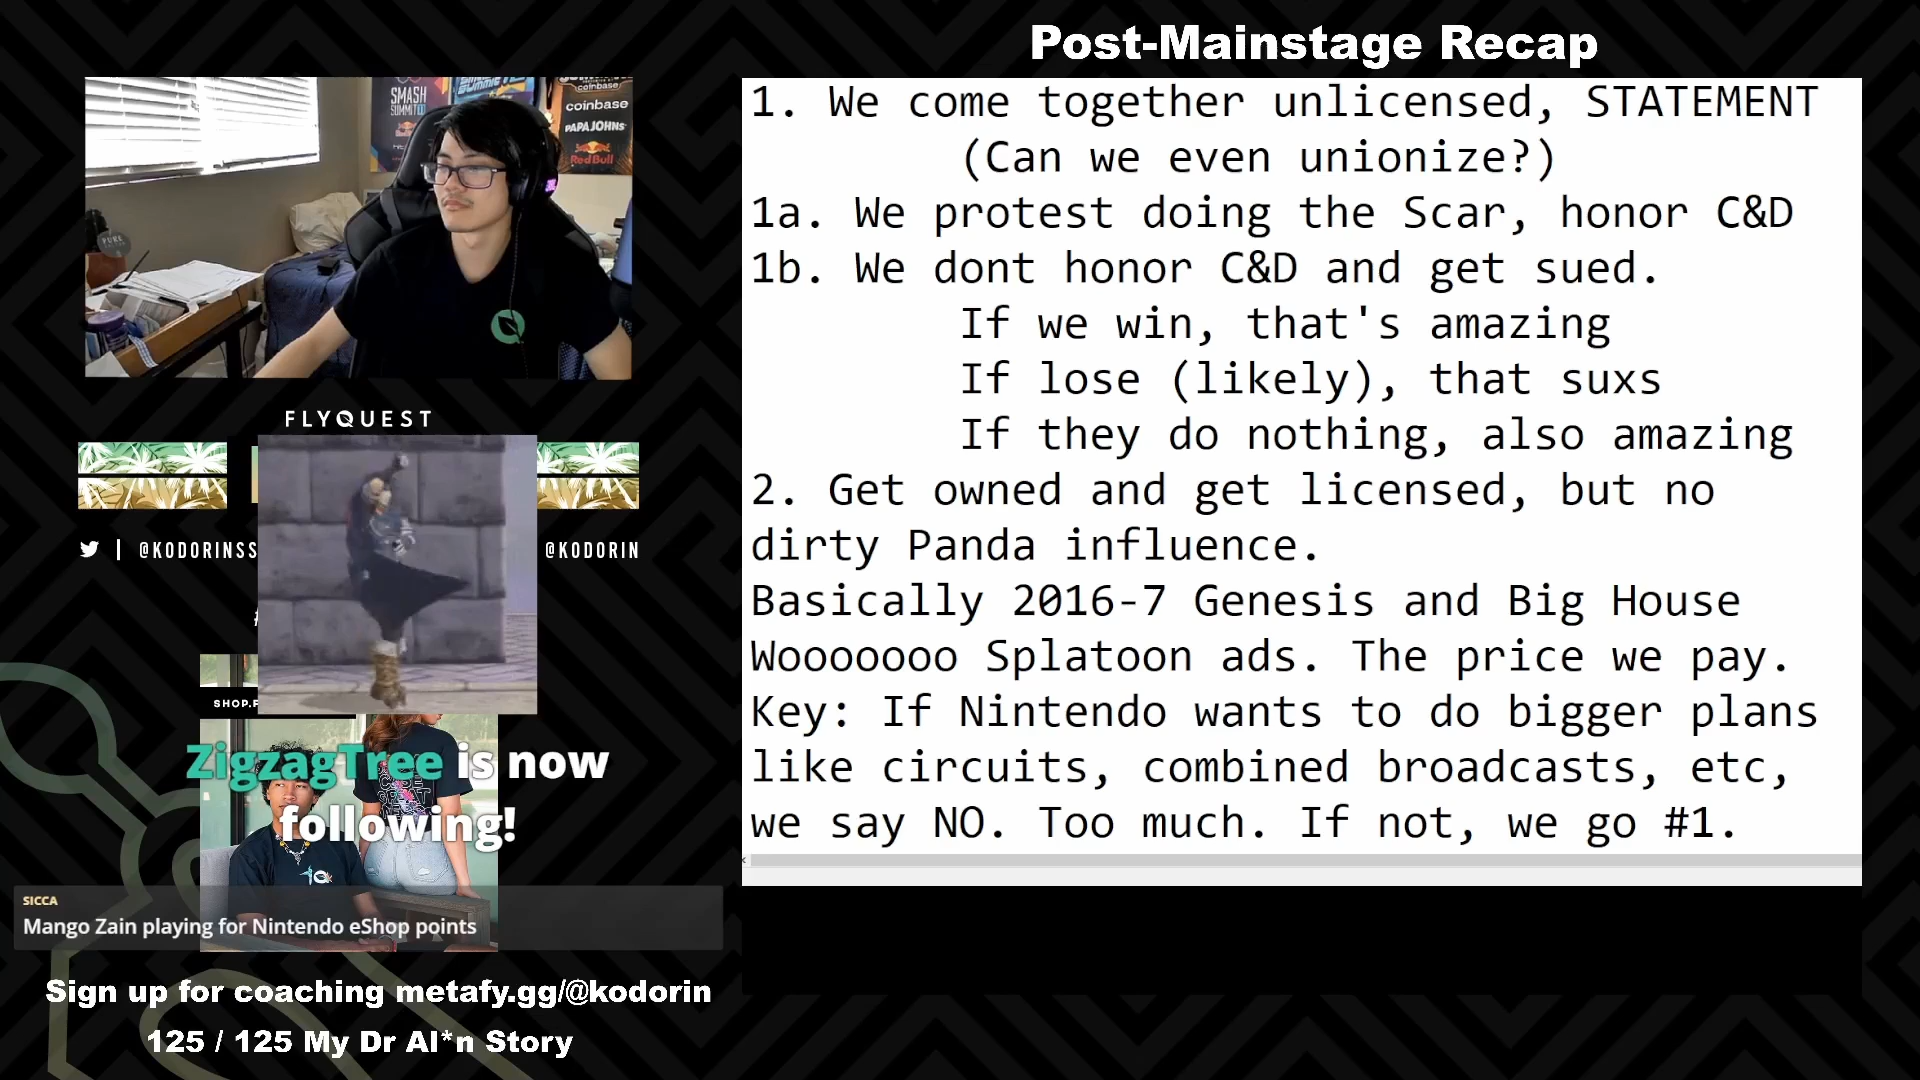 Post-Mainstage Recap
1. We come together unlicensed, STATEMENT
(Can we even unionize?)
1a. We protest doing the Scar, honor C&D
1b. We dont honor C&D and get sued.
If we win, that's amazing
If lose (likely), that suxs
If they do nothing, also amazing
2. Get owned and get licensed, but no
dirty Panda influence.
Basically 2016-7 Genesis and Big House
Wooooooo Splatoon ads. The price we pay.
Key: If Nintendo wants to do bigger plans
like circuits, combined broadcasts, etc,
we say NO. Too much. If not, we go #1.
SMASH
SUMMIT
coinbase
coinbase
PAPA JOHNS
Red Bull
FLYQUEST
| @KODORINSS
@KODORIN
SHOP.F
ZigzagTree is now
following!
SICCA
Mango Zain playing for Nintendo eShop points
Sign up for coaching metafy.gg/@kodorin
125 / 125 My Dr Al*n Story